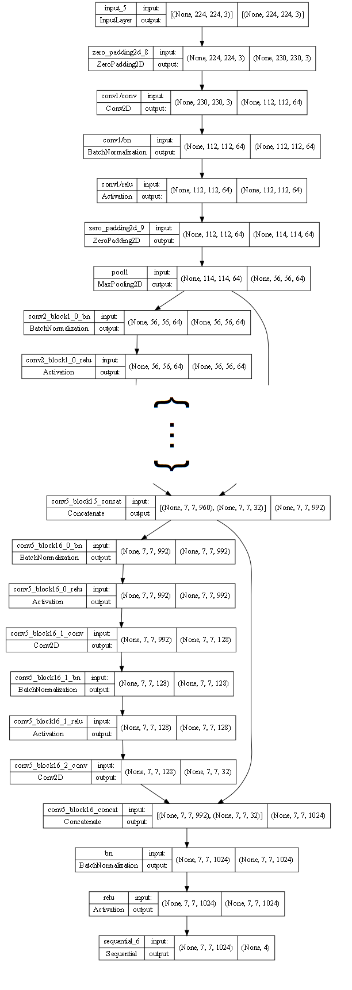 input_5 input: [(None, 224, 224, 3)] [(None, 224, 224, 3)]
InputLayer output:
zero_padding2d_8 input: (None, 224, 224, 3) (None, 230, 230, 3)
ZeroPadding2D output:
conv1/conv input: (None, 230, 230, 3) (None, 112, 112, 64)
Conv2D output:
conv1/bn input: (None, 112, 112, 64) (None, 112, 112, 64)
BatchNormalization output:
conv1/relu input: (None, 112, 112, 64) (None, 112, 112, 64)
Activation output:
zero_padding2d_9 input: (None, 112, 112, 64) (None, 114, 114, 64)
ZeroPadding2D output:
pool1 input: (None, 114, 114, 64) (None, 56, 56, 64)
MaxPooling2D output:
conv2_block1_0_bn input: (None, 56, 56, 64) (None, 56, 56, 64)
BatchNormalization output:
conv2_block1_0_relu input: (None, 56, 56, 64) (None, 56, 56, 64)
Activation output:
conv5_block15_concat input: [(None, 7, 7, 960), (None, 7, 7, 32)] (None, 7, 7, 992)
Concatenate output:
conv5_block16_0_bn input: (None, 7, 7, 992) (None, 7, 7, 992)
BatchNormalization output:
conv5_block16_0_relu input: (None, 7, 7, 992) (None, 7, 7, 992)
Activation output:
conv5_block16_1_conv input: (None, 7, 7, 992) (None, 7, 7, 128)
Conv2D output:
conv5_block16_1_bn input: (None, 7, 7, 128) (None, 7, 7, 128)
BatchNormalization output:
conv5_block16_1_relu input: (None, 7, 7, 128) (None, 7, 7, 128)
Activation output:
conv5_block16_2_conv input: (None, 7, 7, 128) (None, 7, 7, 32)
Conv2D output:
conv5_block16_concat input: [(None, 7, 7, 992), (None, 7, 7, 32)] (None, 7, 7, 1024)
Concatenate output:
bn input: (None, 7, 7, 1024) (None, 7, 7, 1024)
BatchNormalization output:
relu input: (None, 7, 7, 1024) (None, 7, 7, 1024)
Activation output:
sequential_6 input: (None, 7, 7, 1024) (None, 4)
Sequential output: